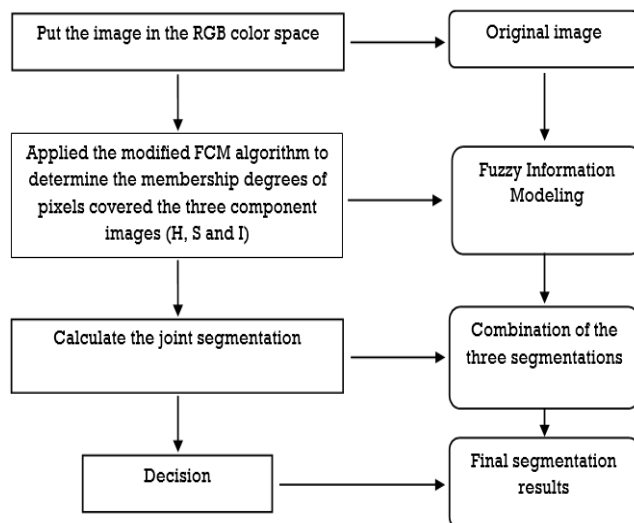 Put the image in the RGB color space
Original image
Applied the modified FCM algorithm to
determine the membership degrees of
pixels covered the three component
images (H, S and I)
Fuzzy Information
Modeling
Calculate the joint segmentation
Combination of the
three segmentations
Decision
Final segmentation
results